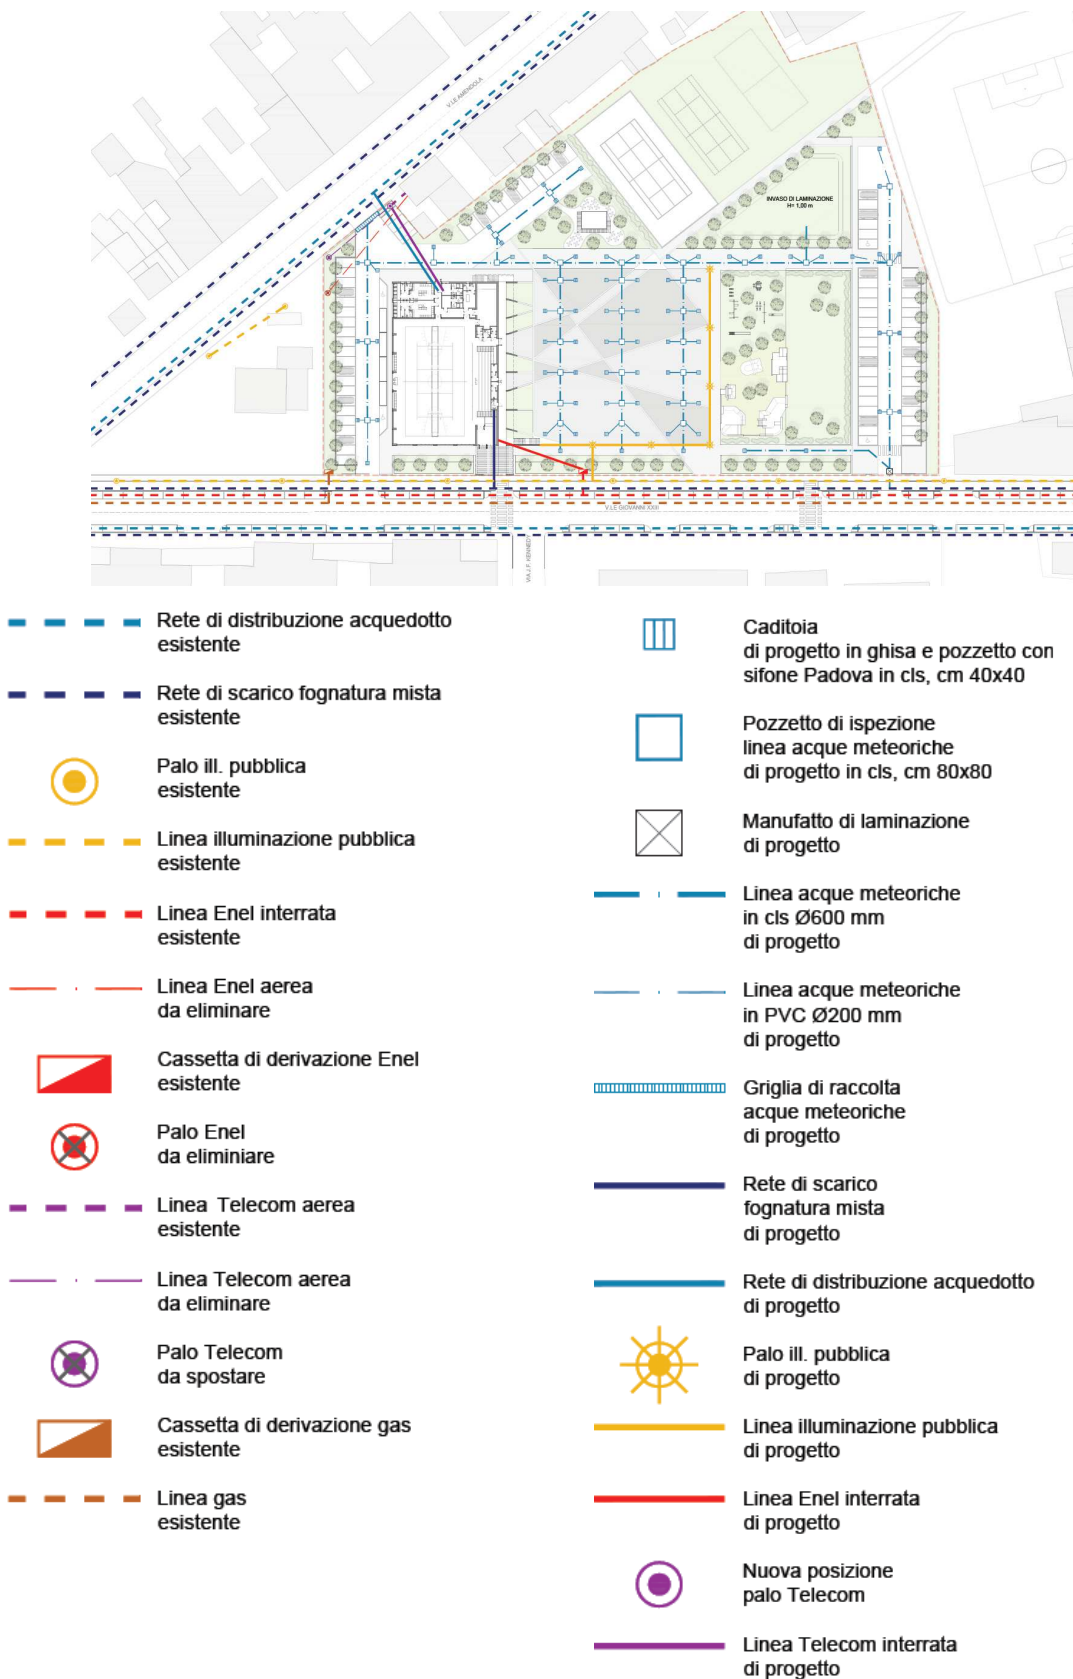 V.LE AMENDOLA
INVASO DI LAMINAZIONE
H= 1,00 m
V.LE GIOVANNI XXIII
VIA J.F. KENNEDY
Rete di distribuzione acquedotto
esistente
Rete di scarico fognatura mista
esistente
Palo ill. pubblica
esistente
Linea illuminazione pubblica
esistente
Linea Enel interrata
esistente
Linea Enel aerea
da eliminare
Cassetta di derivazione Enel
esistente
Palo Enel
da eliminiare
Linea Telecom aerea
esistente
Linea Telecom aerea
da eliminare
Palo Telecom
da spostare
Cassetta di derivazione gas
esistente
Linea gas
esistente
Caditoia
di progetto in ghisa e pozzetto con
sifone Padova in cls, cm 40x40
Pozzetto di ispezione
linea acque meteoriche
di progetto in cls, cm 80x80
Manufatto di laminazione
di progetto
Linea acque meteoriche
in cls Ø600 mm
di progetto
Linea acque meteoriche
in PVC Ø200 mm
di progetto
Griglia di raccolta
acque meteoriche
di progetto
Rete di scarico
fognatura mista
di progetto
Rete di distribuzione acquedotto
di progetto
Palo ill. pubblica
di progetto
Linea illuminazione pubblica
di progetto
Linea Enel interrata
di progetto
Nuova posizione
palo Telecom
Linea Telecom interrata
di progetto